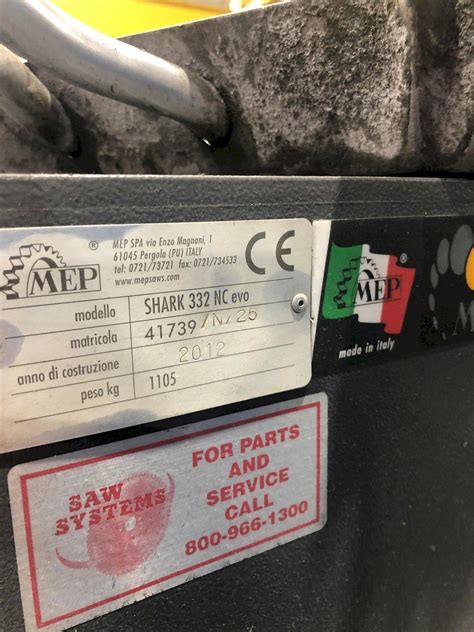 MEP
®
MEP SPA via Enzo Magnani, 1
61045 Pergola (PU) ITALY
tel: 0721/73721 fax: 0721/734533
www.mepsaws.com
CE
modello SHARK 332 NC evo
matricola 41739/N/25
anno di costruzione 2012
peso kg 1105
MEP
®
made in italy
SAW
SYSTEMS
FOR PARTS
AND
SERVICE
CALL
800-966-1300